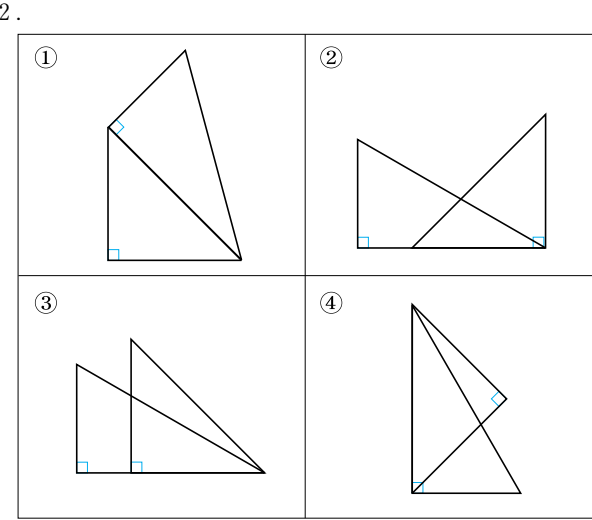 2.
① ②
③ ④